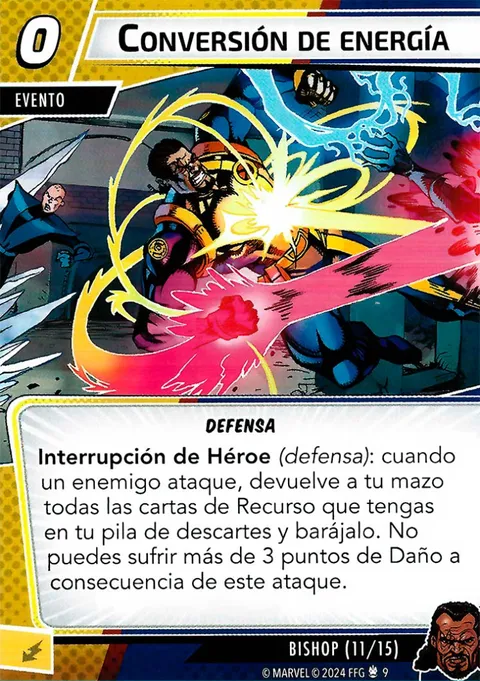 0
CONVERSIÓN DE ENERGÍA
EVENTO
DEFENSA
Interrupción de Héroe (defensa): cuando
un enemigo ataque, devuelve a tu mazo
todas las cartas de Recurso que tengas
en tu pila de descartes y barájalo. No
puedes sufrir más de 3 puntos de Daño a
consecuencia de este ataque.
BISHOP (11/15)
© MARVEL © 2024 FFG 9